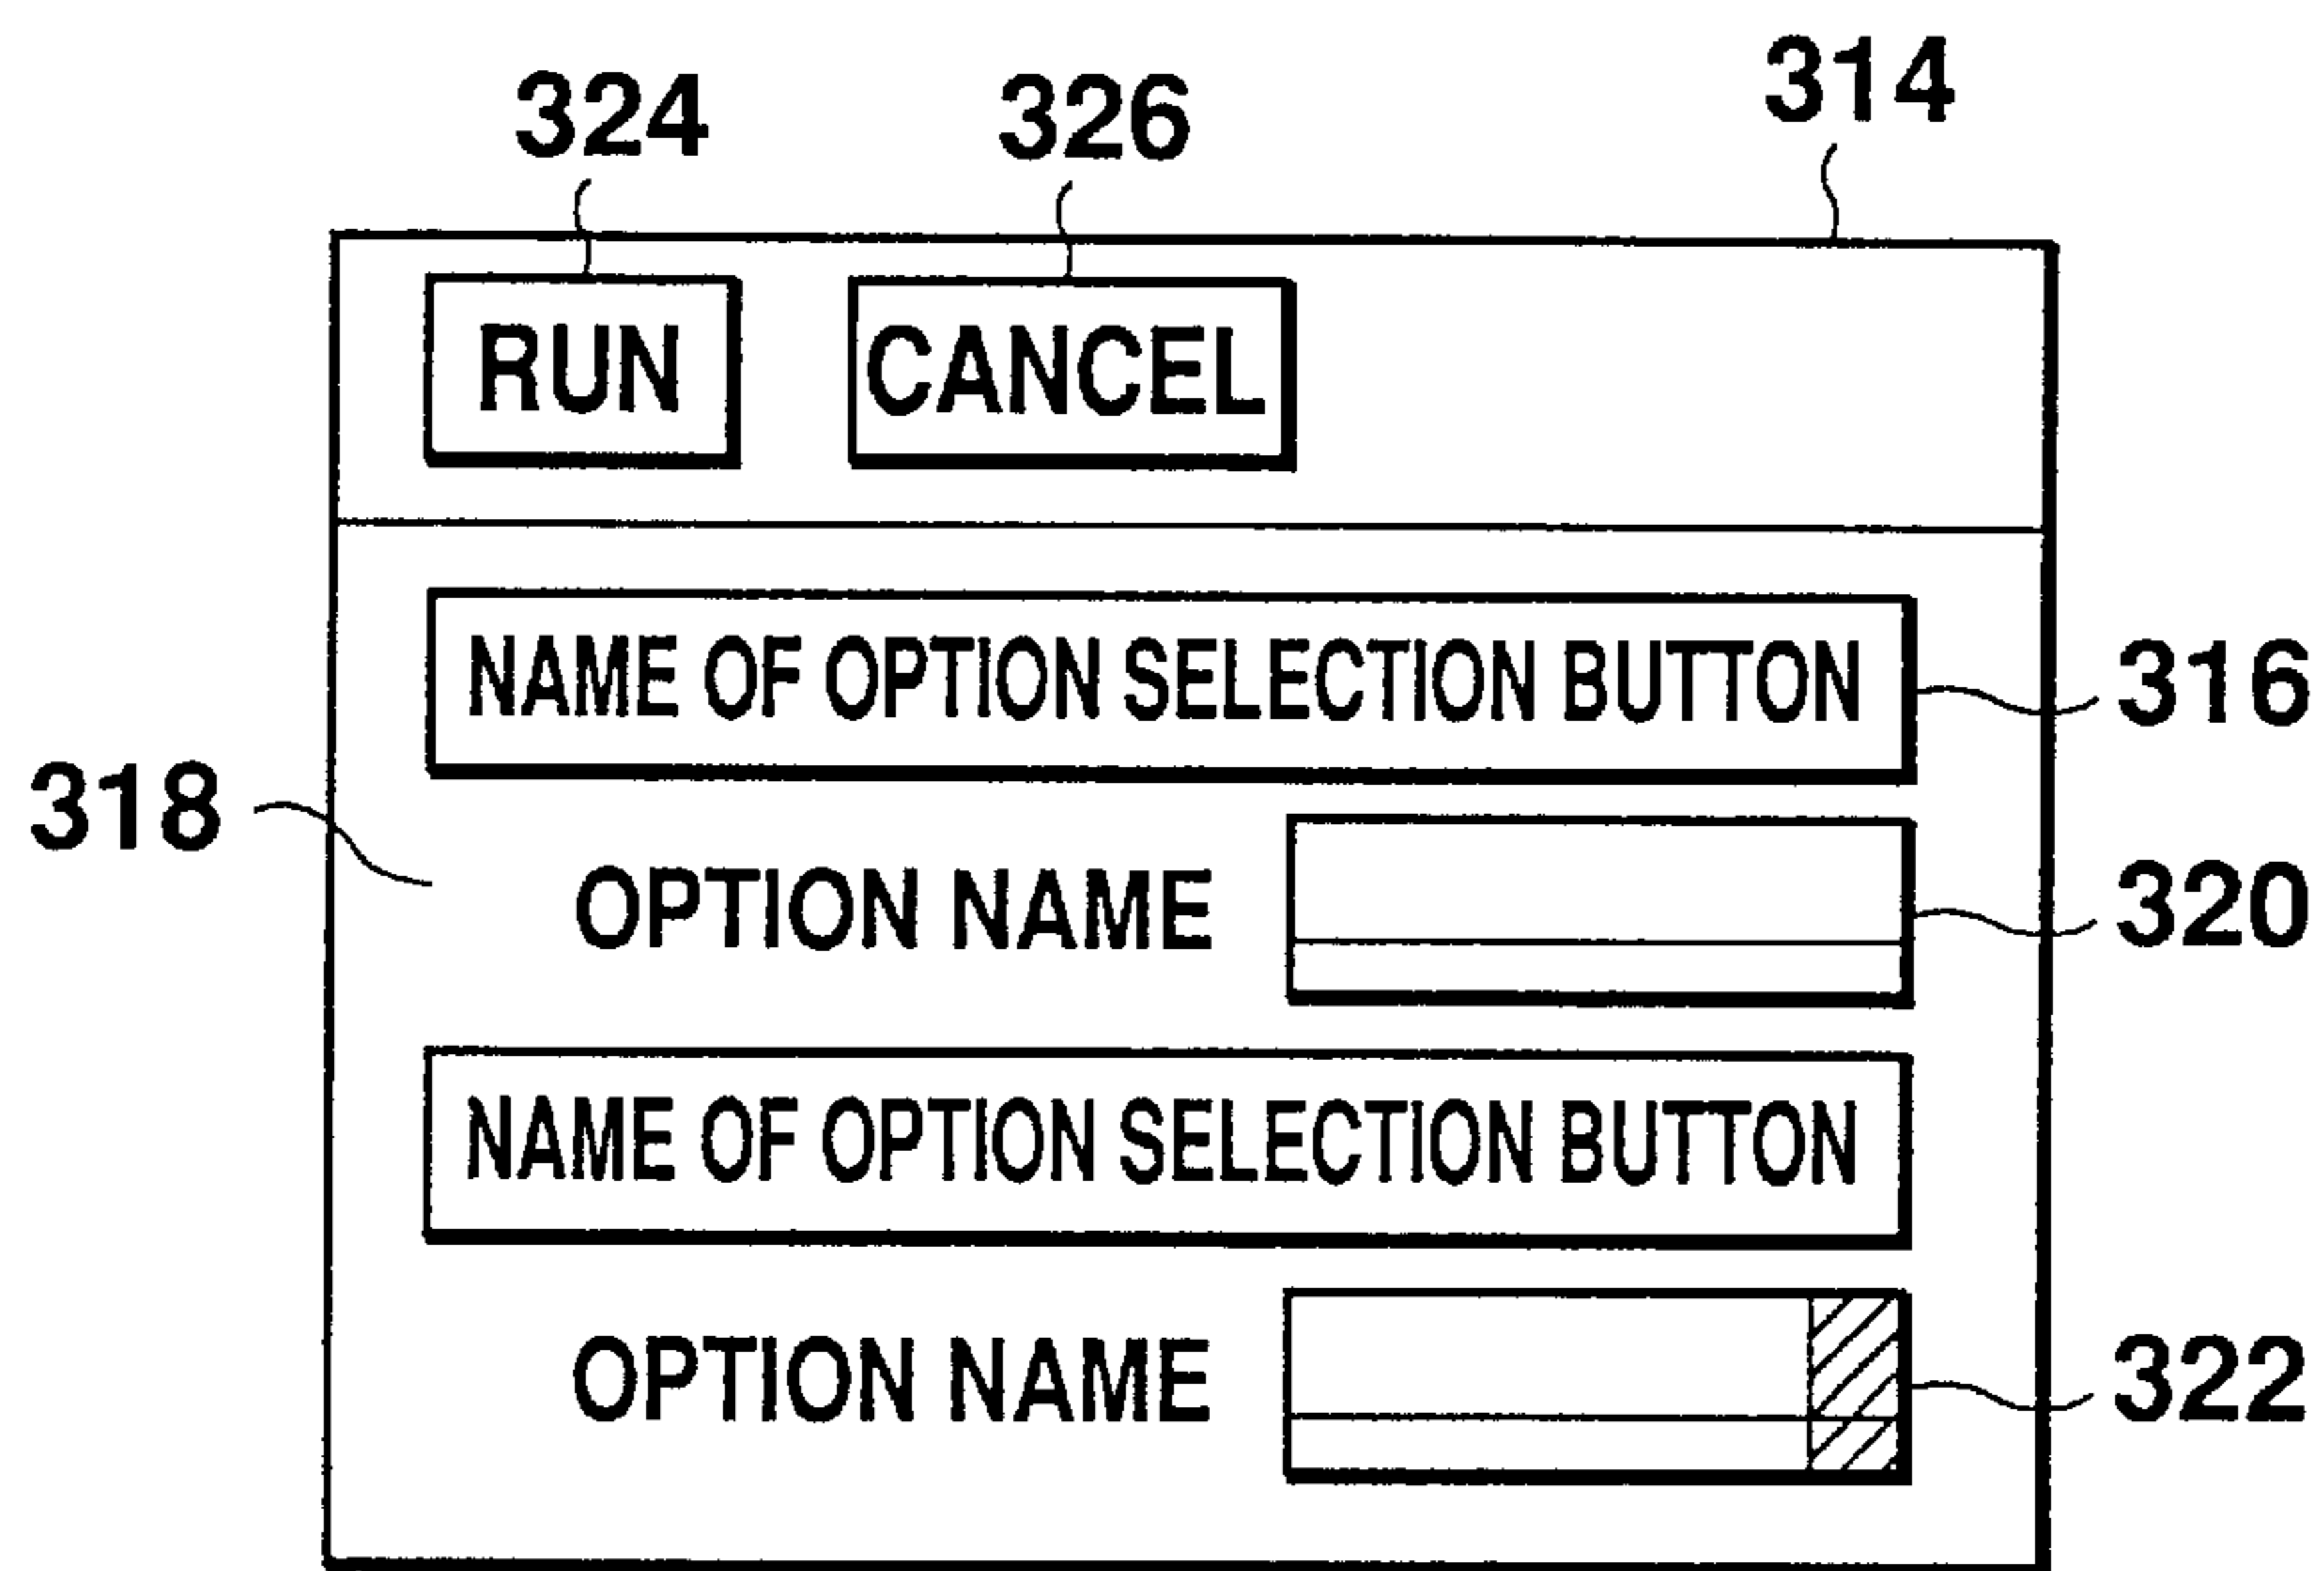 324 326 314
RUN CANCEL
NAME OF OPTION SELECTION BUTTON 316
318 OPTION NAME 320
NAME OF OPTION SELECTION BUTTON
OPTION NAME 322